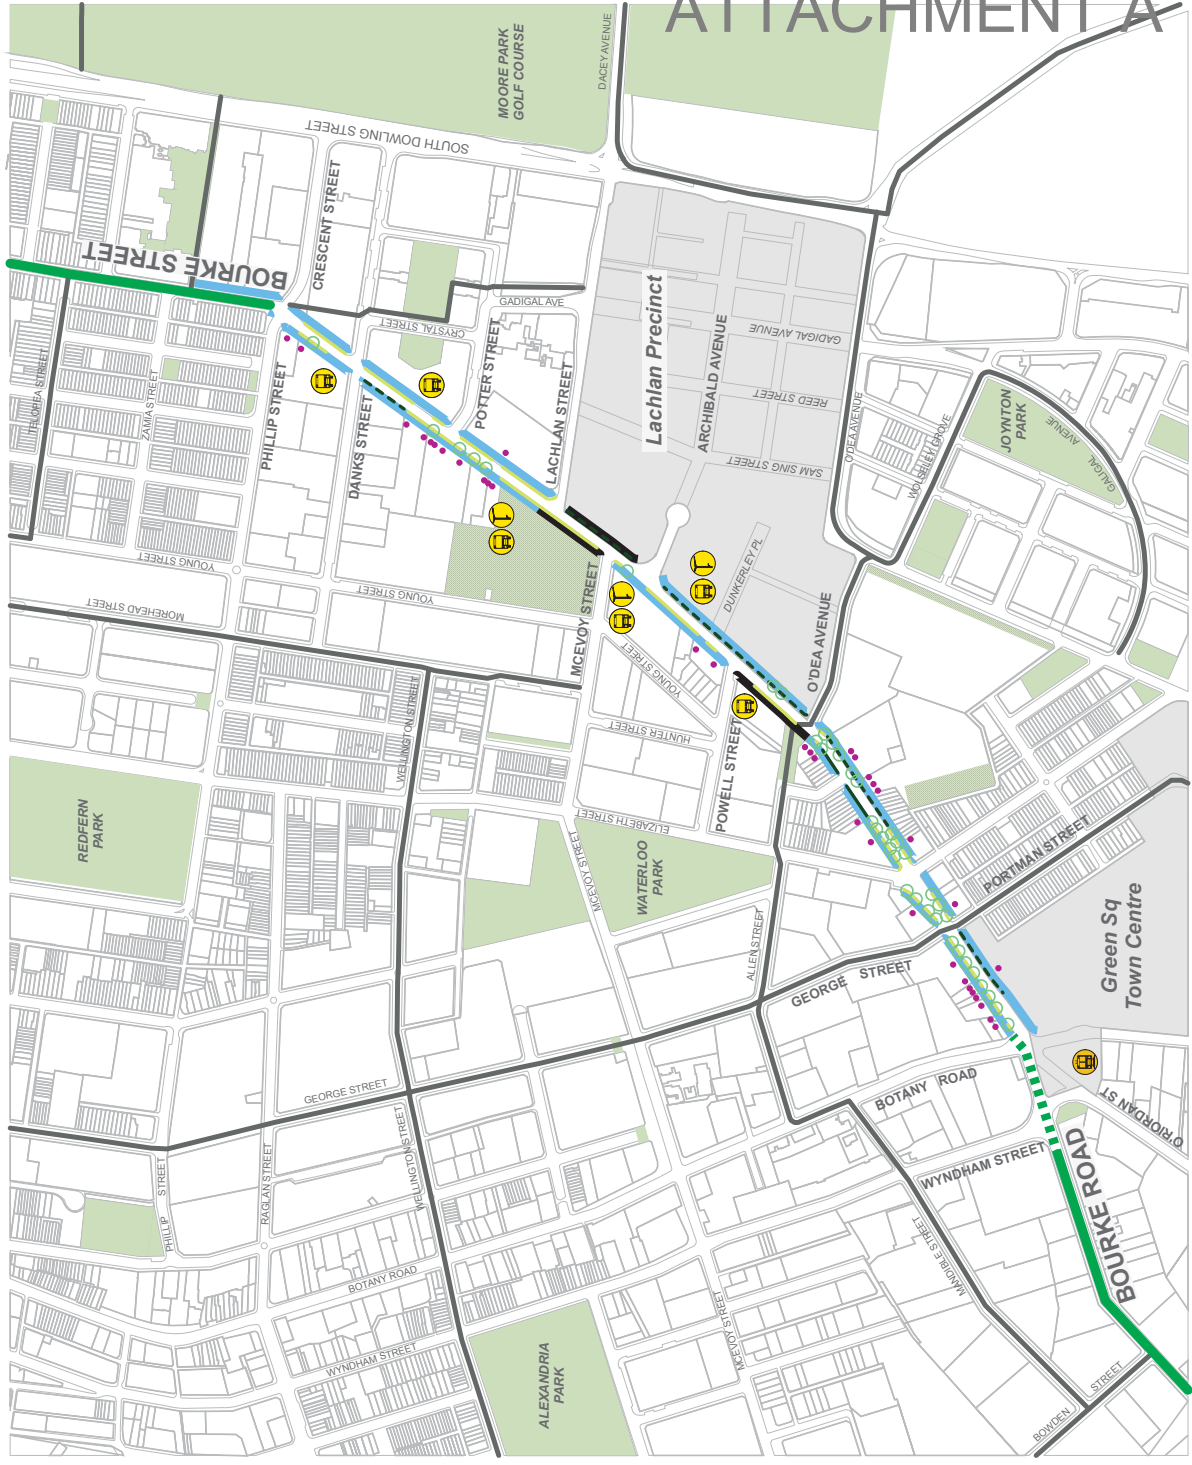 ATTACHMENT A
MOORE PARK
GOLF COURSE
DACEY AVENUE
SOUTH DOWLING STREET
CRESCENT STREET
BOURKE STREET
GADIGAL AVE
CRYSTAL STREET
POTTER STREET
Lachlan Precinct
ARCHIBALD AVENUE
GADIGAL AVENUE
REED STREET
SAM SING STREET
TELOPEA STREET
ZAMIA STREET
PHILLIP STREET
DANKS STREET
LACHLAN STREET
O'DEA AVENUE
WOLSELEY GROVE
JOYNTON
PARK
GALIGAL
AVENUE
YOUNG STREET
MOREHEAD STREET
YOUNG STREET
MCEVOY STREET
DUNKERLEY PL
O'DEA AVENUE
YOUNG STREET
WELLINGTON STREET
HUNTER STREET
POWELL STREET
ELIZABETH STREET
REDFERN
PARK
MCEVOY STREET
WATERLOO
PARK
PORTMAN STREET
ALLEN STREET
GEORGE STREET
Green Sq
Town Centre
GEORGE STREET
BOTANY ROAD
O'RIORDAN ST
WYNDHAM STREET
BOURKE ROAD
PHILLIP
STREET
RAGLAN STREET
WELLINGTON STREET
MANDIBLE STREET
BOTANY ROAD
MCEVOY STREET
WYNDHAM STREET
ALEXANDRIA
PARK
BOWDEN
STREET